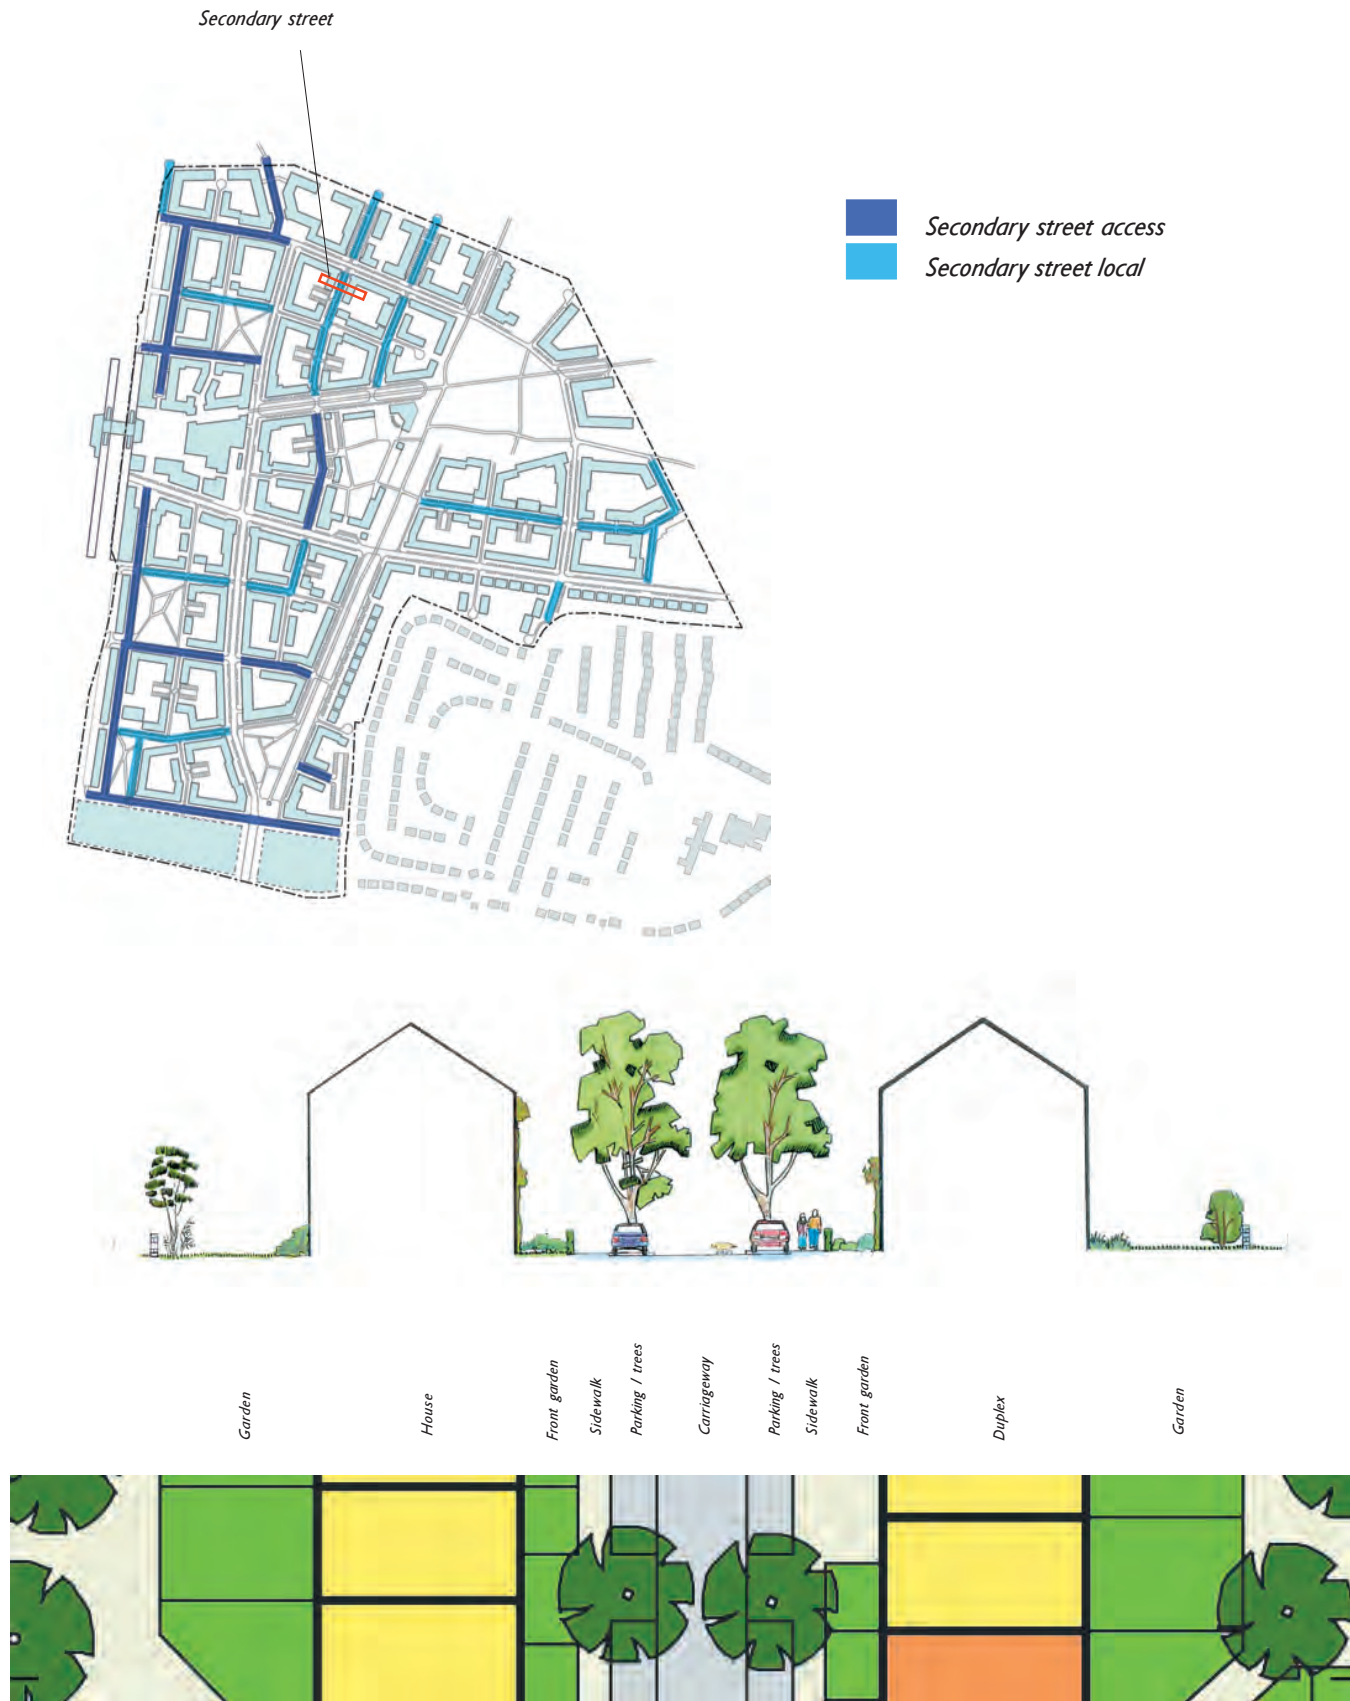 Secondary street
Secondary street access
Secondary street local
Garden
House
Front garden
Sidewalk
Parking / trees
Carriageway
Parking / trees
Sidewalk
Front garden
Duplex
Garden